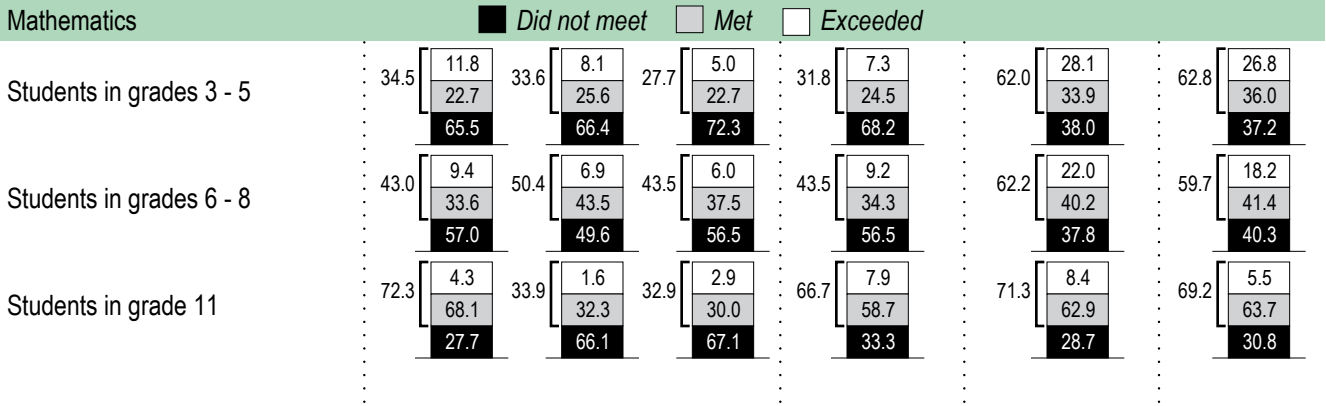 Mathematics Did not meet Met Exceeded
11.8 8.1 5.0 7.3 28.1 26.8
34.5 33.6 27.7 31.8 62.0 62.8
Students in grades 3 - 5 22.7 25.6 22.7 24.5 33.9 36.0
65.5 66.4 72.3 68.2 38.0 37.2
9.4 6.9 6.0 9.2 22.0 18.2
43.0 50.4 43.5 43.5 62.2 59.7
Students in grades 6 - 8 33.6 43.5 37.5 34.3 40.2 41.4
57.0 49.6 56.5 56.5 37.8 40.3
4.3 1.6 2.9 7.9 8.4 5.5
72.3 33.9 32.9 66.7 71.3 69.2
Students in grade 11 68.1 32.3 30.0 58.7 62.9 63.7
27.7 66.1 67.1 33.3 28.7 30.8